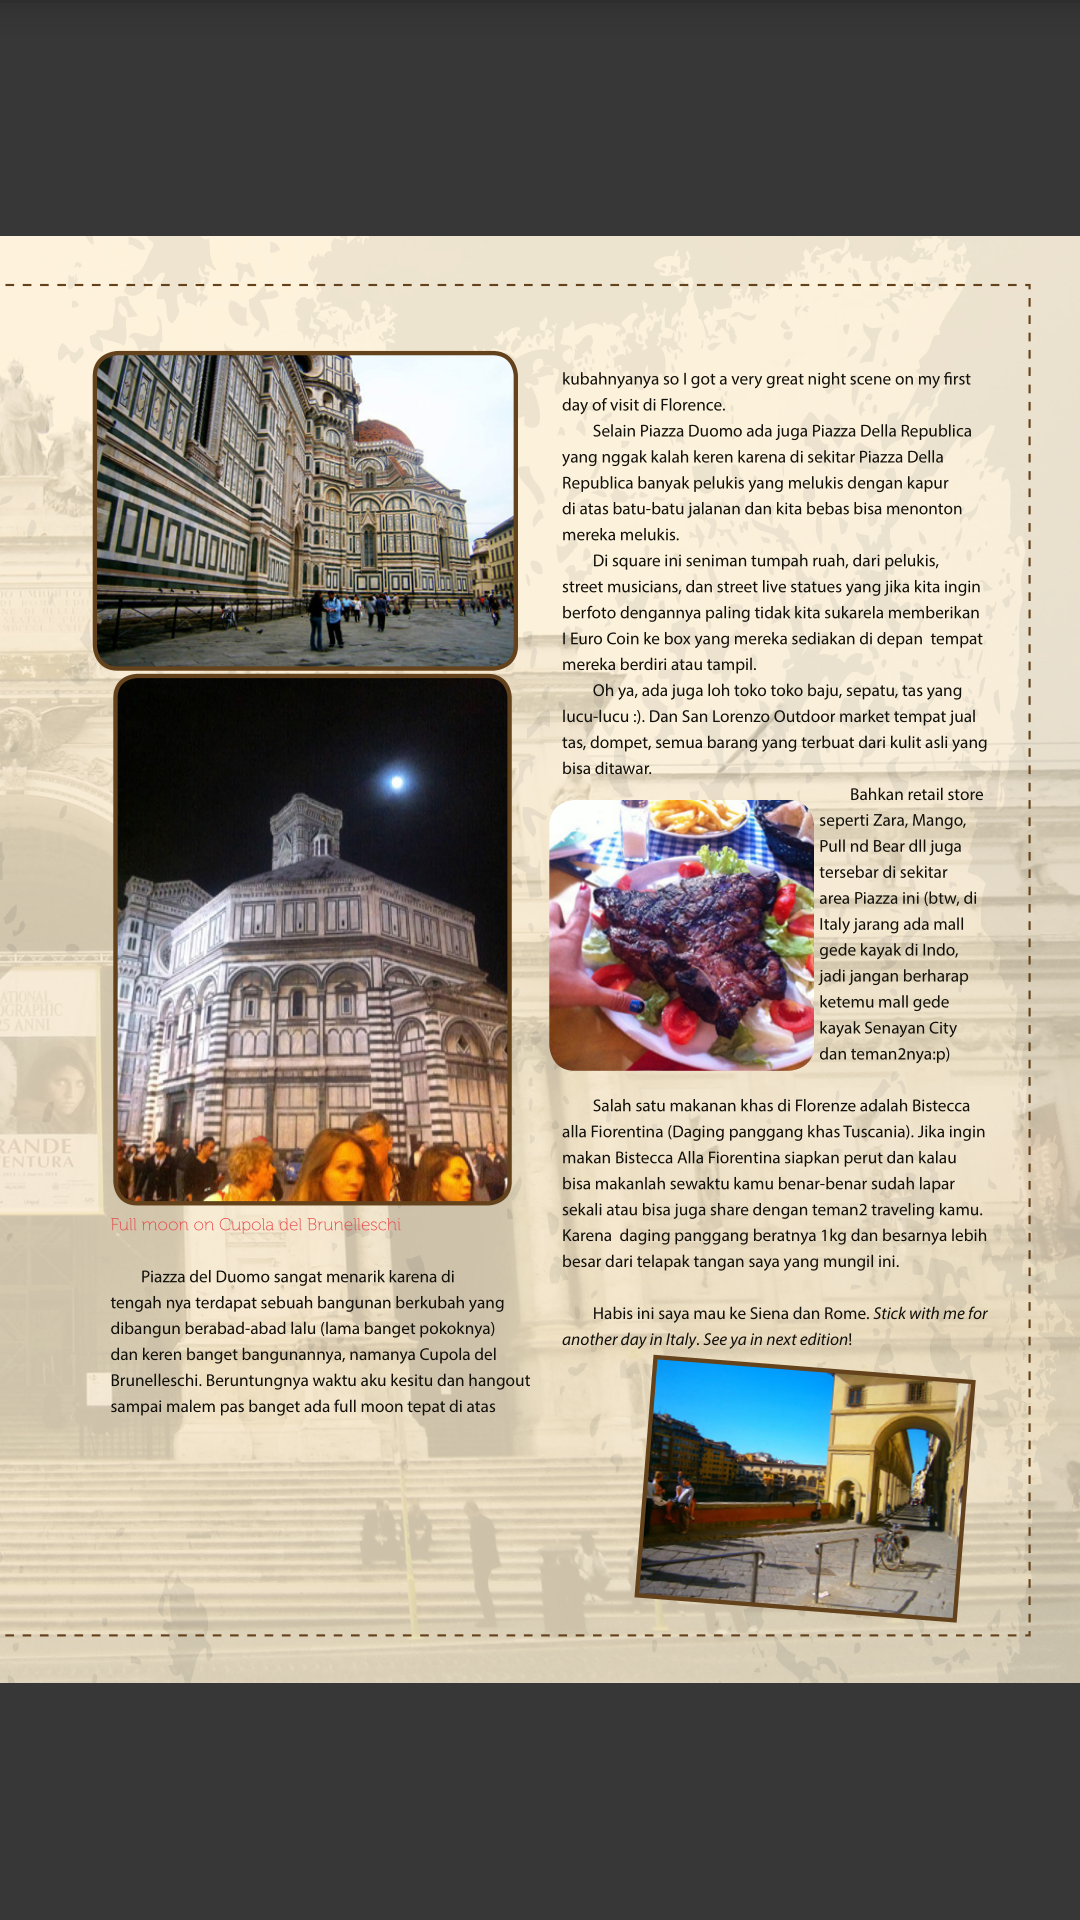 Full moon on Cupola del Brunelleschi
Piazza del Duomo sangat menarik karena di
tengah nya terdapat sebuah bangunan berkubah yang
dibangun berabad-abad lalu (lama banget pokoknya)
dan keren banget bangunannya, namanya Cupola del
Brunelleschi. Beruntungnya waktu aku kesitu dan hangout
sampai malem pas banget ada full moon tepat di atas
kubahnyanya so I got a very great night scene on my first
day of visit di Florence.
Selain Piazza Duomo ada juga Piazza Della Republica
yang nggak kalah keren karena di sekitar Piazza Della
Republica banyak pelukis yang melukis dengan kapur
di atas batu-batu jalanan dan kita bebas bisa menonton
mereka melukis.
Di square ini seniman tumpah ruah, dari pelukis,
street musicians, dan street live statues yang jika kita ingin
berfoto dengannya paling tidak kita sukarela memberikan
I Euro Coin ke box yang mereka sediakan di depan  tempat
mereka berdiri atau tampil.
Oh ya, ada juga loh toko toko baju, sepatu, tas yang
lucu-lucu :). Dan San Lorenzo Outdoor market tempat jual
tas, dompet, semua barang yang terbuat dari kulit asli yang
bisa ditawar.
Bahkan retail store
seperti Zara, Mango,
Pull nd Bear dll juga
tersebar di sekitar
area Piazza ini (btw, di
Italy jarang ada mall
gede kayak di Indo,
jadi jangan berharap
ketemu mall gede
kayak Senayan City
dan teman2nya:p)
Salah satu makanan khas di Florenze adalah Bistecca
alla Fiorentina (Daging panggang khas Tuscania). Jika ingin
makan Bistecca Alla Fiorentina siapkan perut dan kalau
bisa makanlah sewaktu kamu benar-benar sudah lapar
sekali atau bisa juga share dengan teman2 traveling kamu.
Karena  daging panggang beratnya 1kg dan besarnya lebih
besar dari telapak tangan saya yang mungil ini.
Habis ini saya mau ke Siena dan Rome. Stick with me for
another day in Italy. See ya in next edition!
ANNI
RANDE
ENTURA